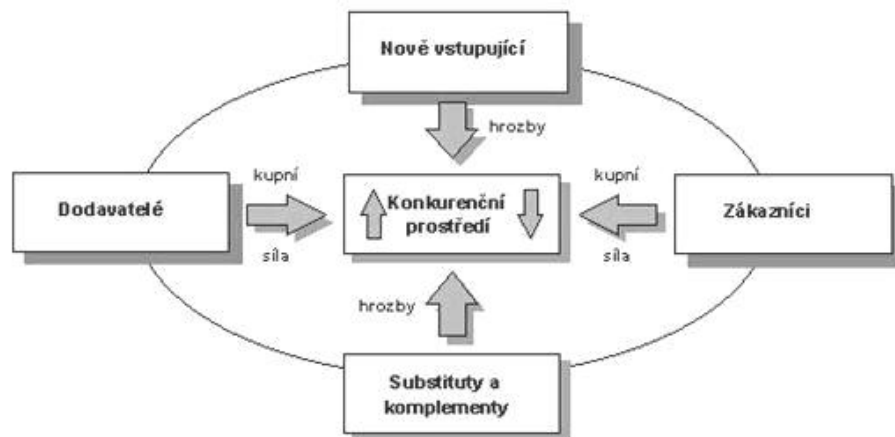 Nově vstupující
hrozby
Dodavatelé
kupní
síla
Konkurenční
prostředí
kupní
síla
Zákazníci
hrozby
Substituty a
komplementy